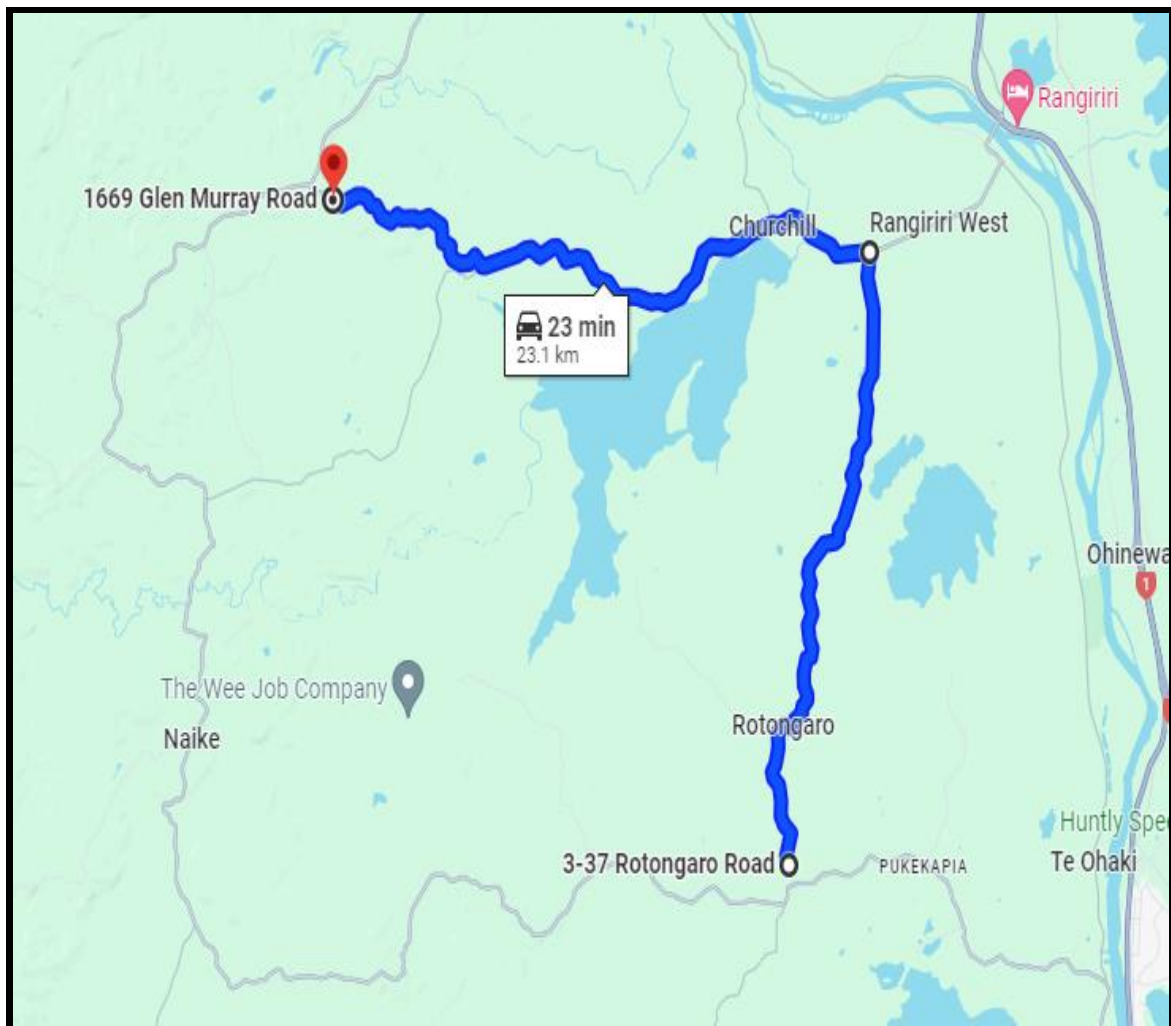 Rangiriri
1669 Glen Murray Road
Churchill
Rangiriri West
23 min
23.1 km
Ohinewa
1
The Wee Job Company
Rotongaro
Naike
Huntly Spe
3-37 Rotongaro Road
PUKEKAPIA
Te Ohaki